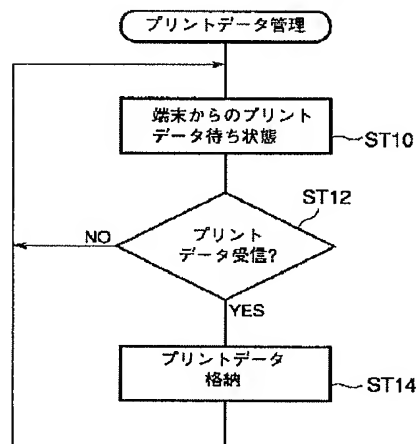 プリントデータ管理
端末からのプリント
データ待ち状態
ST10
ST12
プリント
データ受信?
NO
YES
プリントデータ
格納
ST14